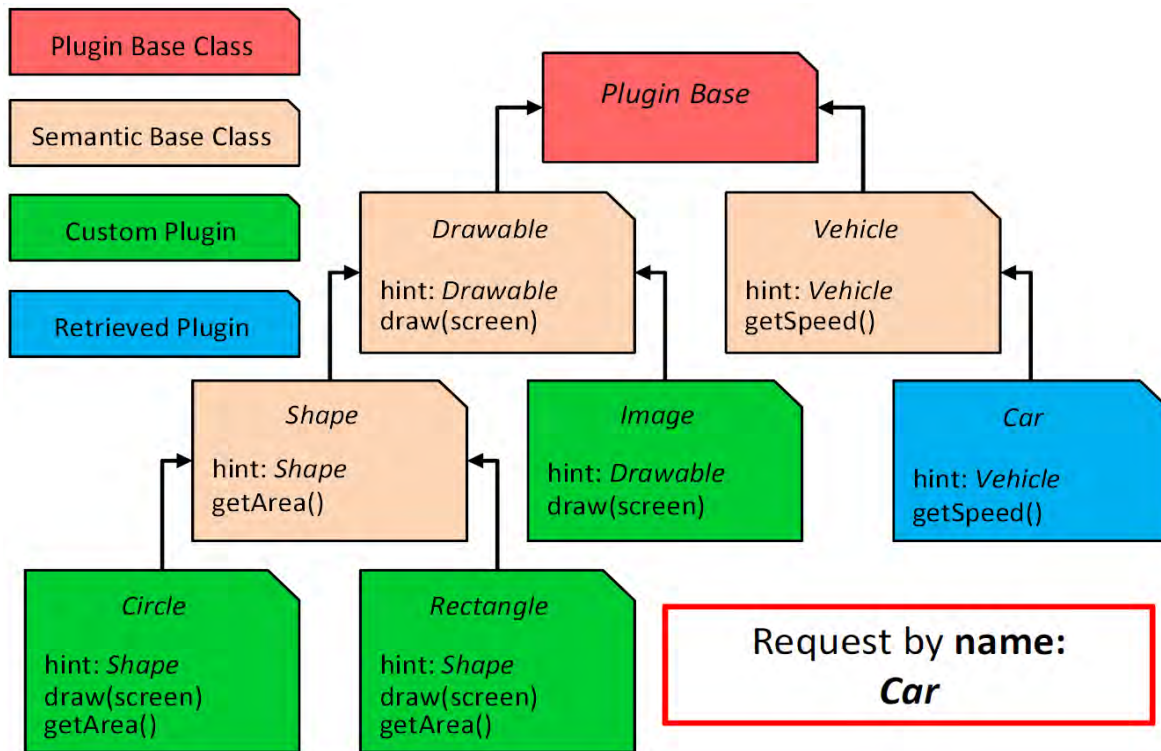 Plugin Base Class
Semantic Base Class
Custom Plugin
Retrieved Plugin
Plugin Base
Drawable
hint: Drawable
draw(screen)
Vehicle
hint: Vehicle
getSpeed()
Shape
hint: Shape
getArea()
Image
hint: Drawable
draw(screen)
Car
hint: Vehicle
getSpeed()
Circle
hint: Shape
draw(screen)
getArea()
Rectangle
hint: Shape
draw(screen)
getArea()
Request by name:
Car